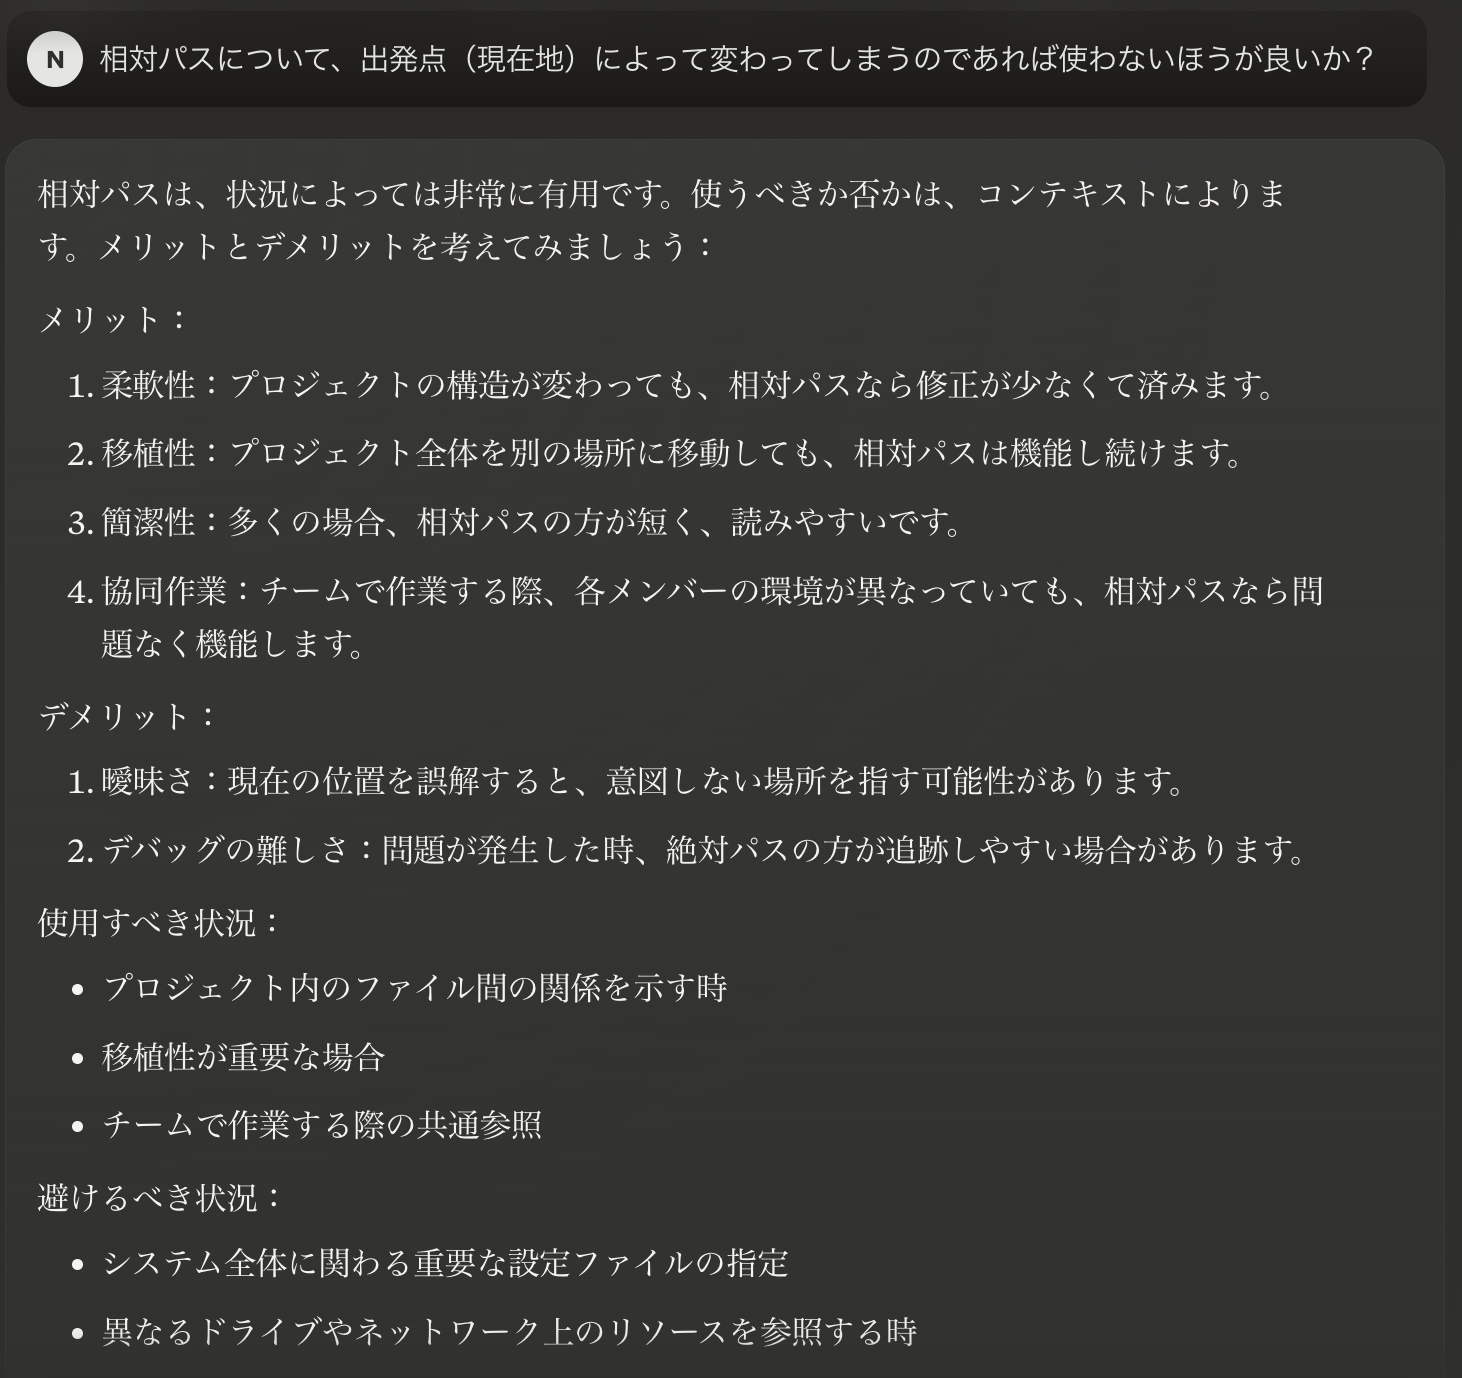 N 相対パスについて、出発点（現在地）によって変わってしまうのであれば使わないほうが良いか？
相対パスは、状況によっては非常に有用です。使うべきか否かは、コンテキストによりま
す。メリットとデメリットを考えてみましょう：
メリット：
1. 柔軟性：プロジェクトの構造が変わっても、相対パスなら修正が少なくて済みます。
2. 移植性：プロジェクト全体を別の場所に移動しても、相対パスは機能し続けます。
3. 簡潔性：多くの場合、相対パスの方が短く、読みやすいです。
4. 協同作業：チームで作業する際、各メンバーの環境が異なっていても、相対パスなら問
題なく機能します。
デメリット：
1. 曖昧さ：現在の位置を誤解すると、意図しない場所を指す可能性があります。
2. デバッグの難しさ：問題が発生した時、絶対パスの方が追跡しやすい場合があります。
使用すべき状況：
• プロジェクト内のファイル間の関係を示す時
• 移植性が重要な場合
• チームで作業する際の共通参照
避けるべき状況：
• システム全体に関わる重要な設定ファイルの指定
• 異なるドライブやネットワーク上のリソースを参照する時